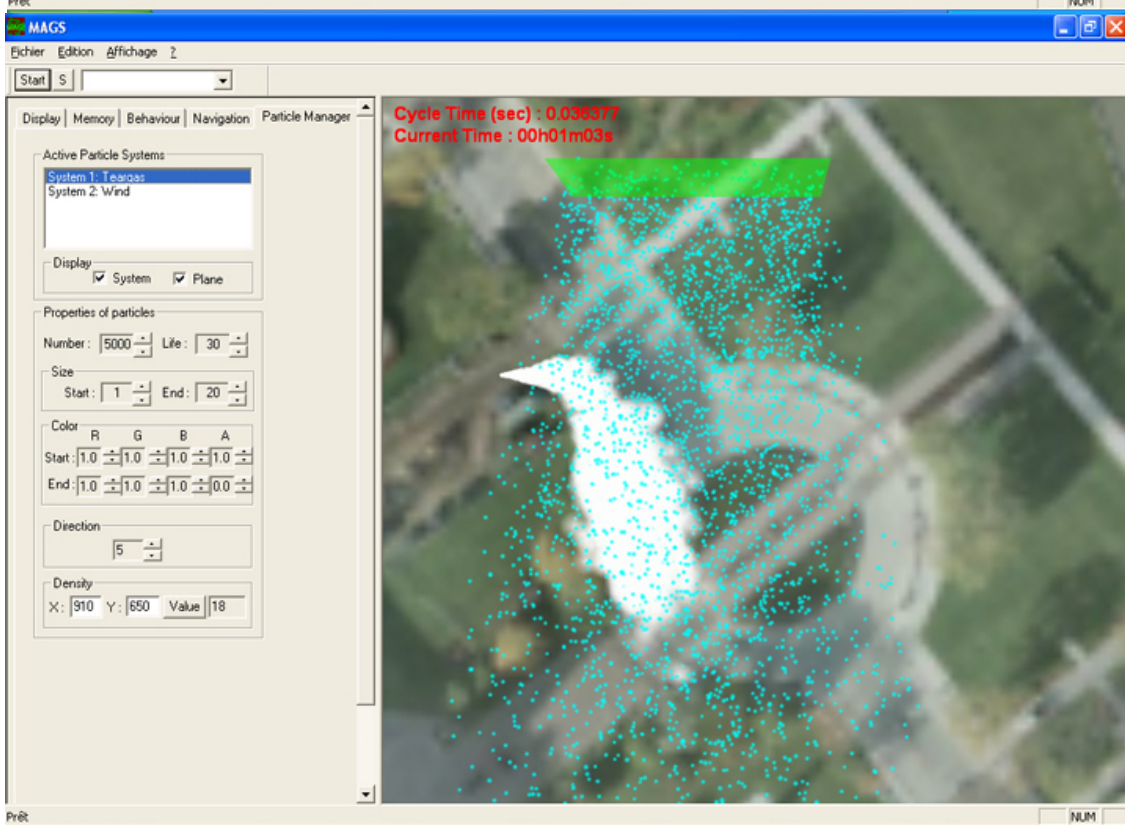 Prêt NUM
MAGS
Fichier Edition Affichage ?
Start S
Display Memory Behaviour Navigation Particle Manager
Cycle Time (sec) : 0.036377
Current Time : 00h01m03s
Active Particle Systems
System 1: Teargas
System 2: Wind
Display
System Plane
Properties of particles
Number : 5000 Life : 30
Size
Start : 1 End : 20
Color
R G B A
Start : 1.0 1.0 1.0 1.0
End : 1.0 1.0 1.0 0.0
Direction
5
Density
X : 910 Y : 650 Value 18
Prêt NUM